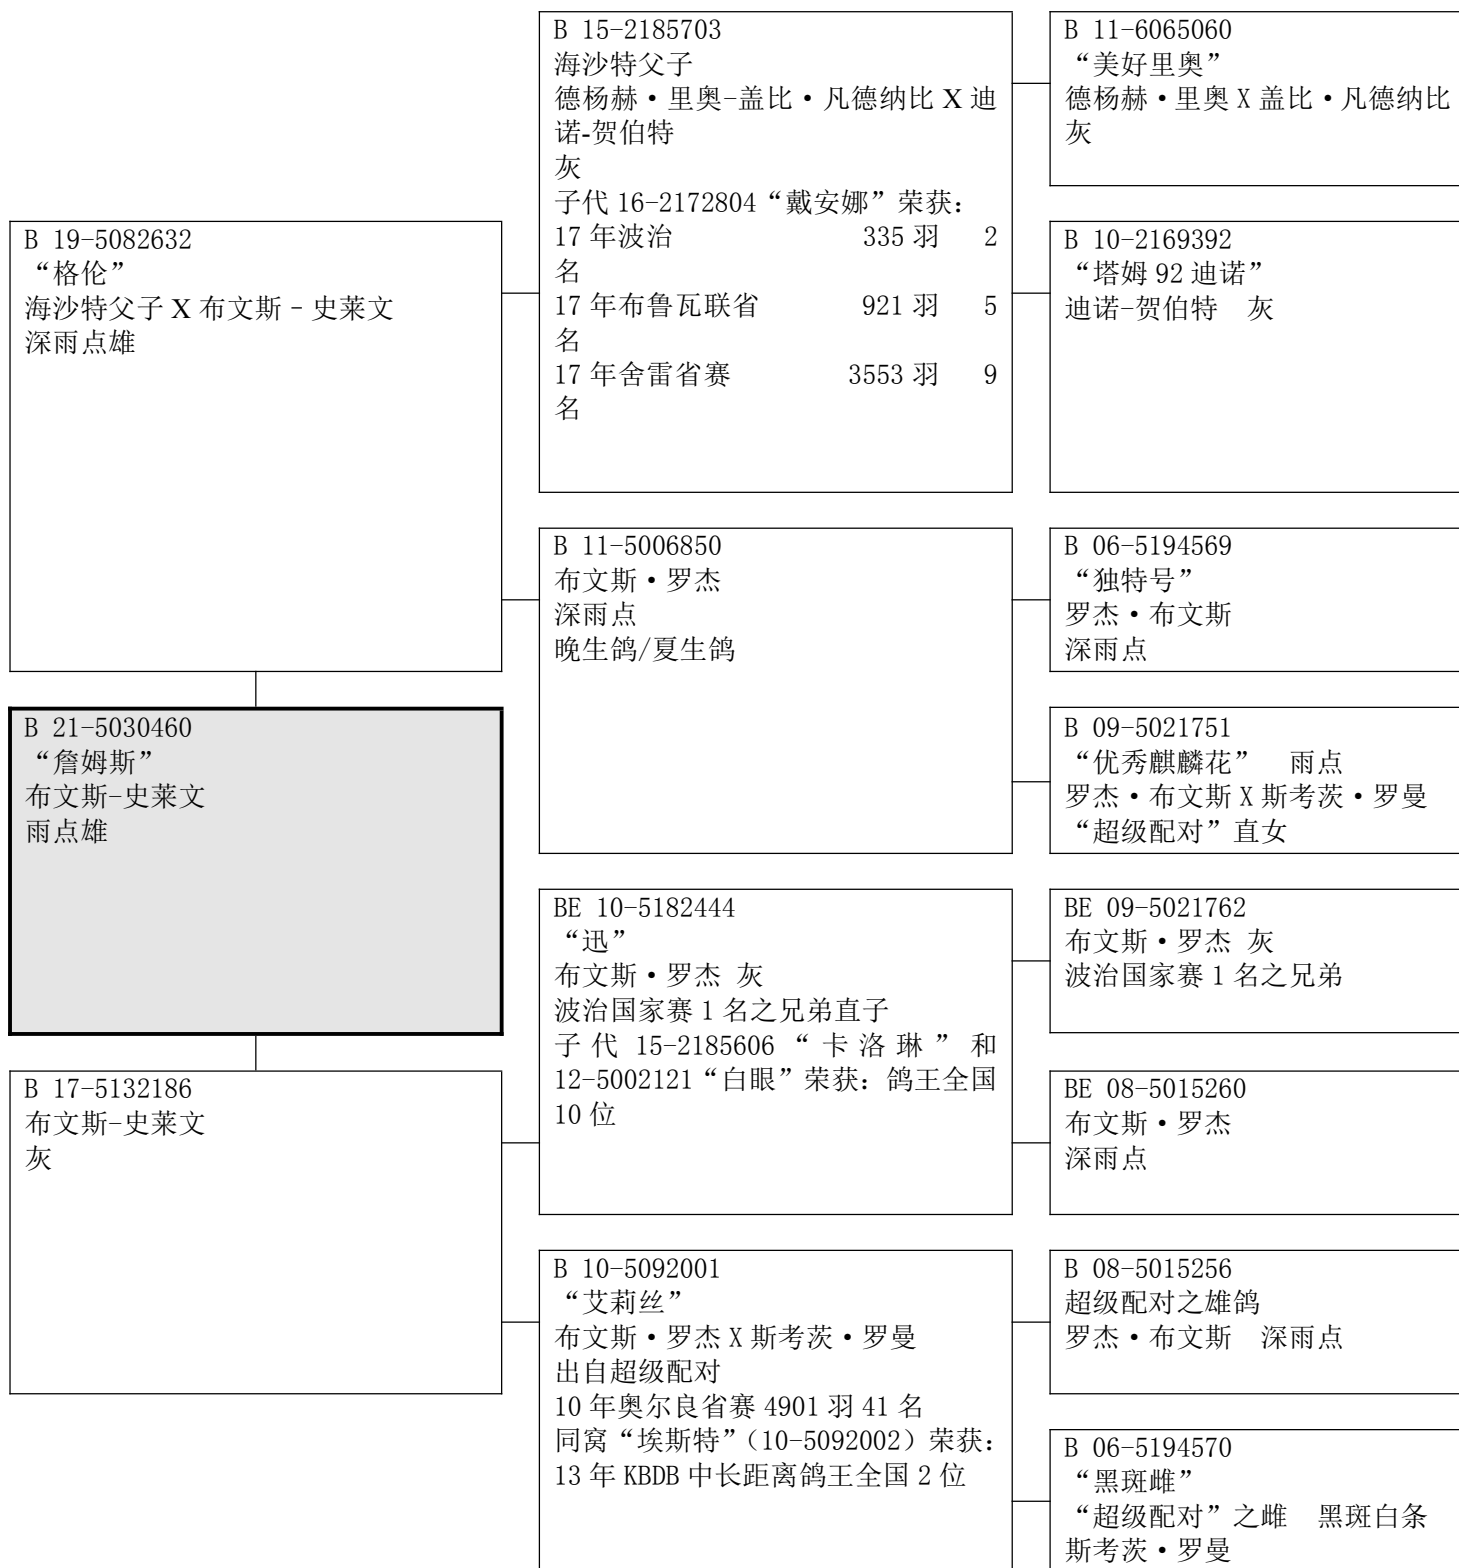 B 19-5082632
“格伦”
海沙特父子 X 布文斯－史莱文
深雨点雄
B 21-5030460
“詹姆斯”
布文斯-史莱文
雨点雄
B 17-5132186
布文斯-史莱文
灰
B 15-2185703
海沙特父子
德杨赫·里奥-盖比·凡德纳比 X 迪
诺-贺伯特
灰
子代 16-2172804“戴安娜”荣获：
17 年波治 335 羽 2
名
17 年布鲁瓦联省 921 羽 5
名
17 年舍雷省赛 3553 羽 9
名
B 11-5006850
布文斯·罗杰
深雨点
晚生鸽/夏生鸽
BE 10-5182444
“迅”
布文斯·罗杰 灰
波治国家赛 1 名之兄弟直子
子代 15-2185606 “卡洛琳”和
12-5002121“白眼”荣获：鸽王全国
10 位
B 10-5092001
“艾莉丝”
布文斯·罗杰 X 斯考茨·罗曼
出自超级配对
10 年奥尔良省赛 4901 羽 41 名
同窝“埃斯特”（10-5092002）荣获：
13 年 KBDB 中长距离鸽王全国 2 位
B 11-6065060
“美好里奥”
德杨赫·里奥 X 盖比·凡德纳比
灰
B 10-2169392
“塔姆 92 迪诺”
迪诺-贺伯特 灰
B 06-5194569
“独特号”
罗杰·布文斯
深雨点
B 09-5021751
“优秀麒麟花” 雨点
罗杰·布文斯 X 斯考茨·罗曼
“超级配对”直女
BE 09-5021762
布文斯·罗杰 灰
波治国家赛 1 名之兄弟
BE 08-5015260
布文斯·罗杰
深雨点
B 08-5015256
超级配对之雄鸽
罗杰·布文斯 深雨点
B 06-5194570
“黑斑雌”
“超级配对”之雌 黑斑白条
斯考茨·罗曼